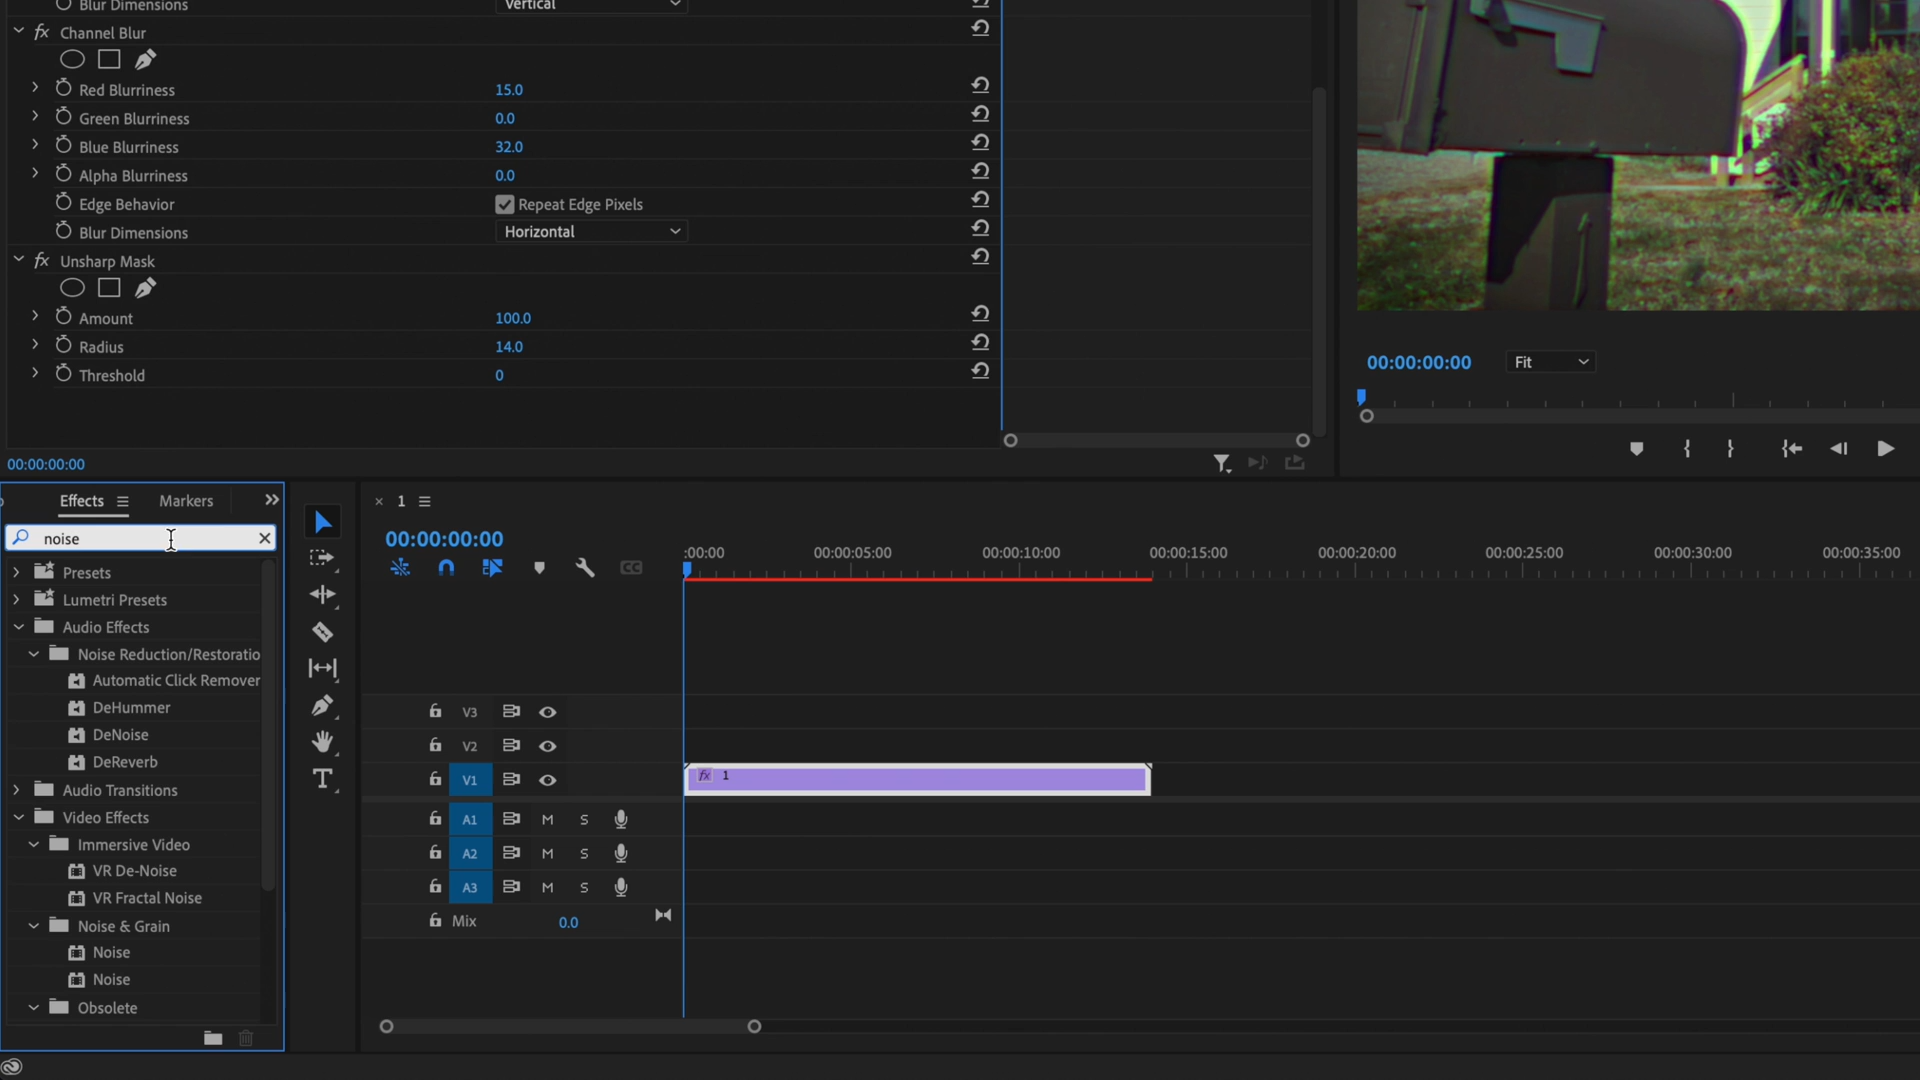 Blur Dimensions Vertical
fx Channel Blur
Red Blurriness 15.0
Green Blurriness 0.0
Blue Blurriness 32.0
Alpha Blurriness 0.0
Edge Behavior Repeat Edge Pixels
Blur Dimensions Horizontal
fx Unsharp Mask
Amount 100.0
Radius 14.0
Threshold 0
00:00:00:00
00:00:00:00 Fit
Effects Markers
noise
Presets
Lumetri Presets
Audio Effects
Noise Reduction/Restoratio
Automatic Click Remover
DeHummer
DeNoise
DeReverb
Audio Transitions
Video Effects
Immersive Video
VR De-Noise
VR Fractal Noise
Noise & Grain
Noise
Noise
Obsolete
× 1
00:00:00:00
CC
:00:00 00:00:05:00 00:00:10:00 00:00:15:00 00:00:20:00 00:00:25:00 00:00:30:00 00:00:35:00
V3
V2
V1 fx 1
A1 M S
A2 M S
A3 M S
Mix 0.0